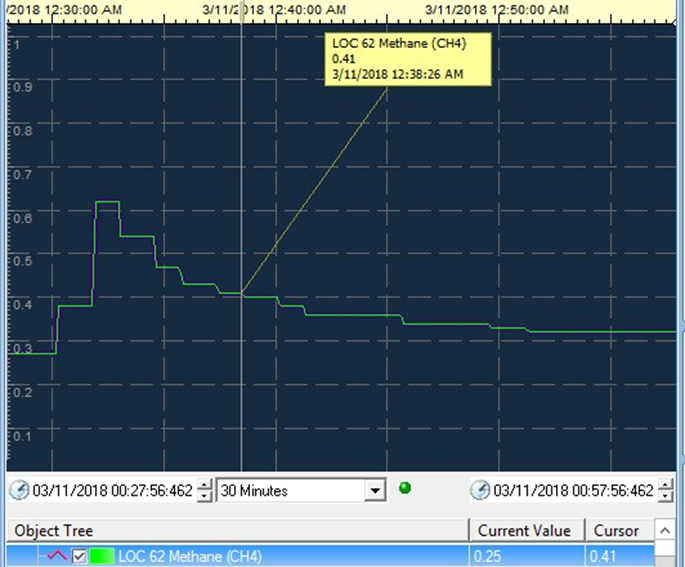 /2018 12:30:00 AM 3/11/2018 12:40:00 AM 3/11/2018 12:50:00 AM
1
LOC 62 Methane (CH4)
0.41
3/11/2018 12:38:26 AM
0.9
0.8
0.7
0.6
0.5
0.4
0.3
0.2
0.1
03/11/2018 00:27:56:462 30 Minutes 03/11/2018 00:57:56:462
Object Tree Current Value Cursor
LOC 62 Methane (CH4) 0.25 0.41